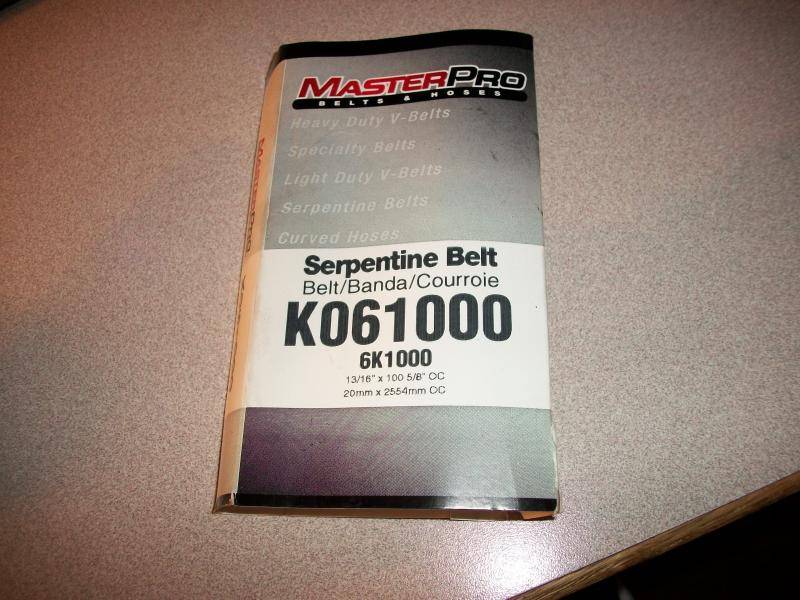 MASTERPRO
BELTS & HOSES
Heavy Duty V-Belts
Specialty Belts
Light Duty V-Belts
Serpentine Belts
Curved Hoses
Serpentine Belt
Belt/Banda/Courroie
K061000
6K1000
13/16" x 100 5/8" OC
20mm x 2554mm OC
MASTERPRO